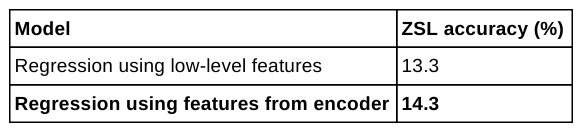 Model ZSL accuracy (%)
Regression using low-level features 13.3
Regression using features from encoder 14.3